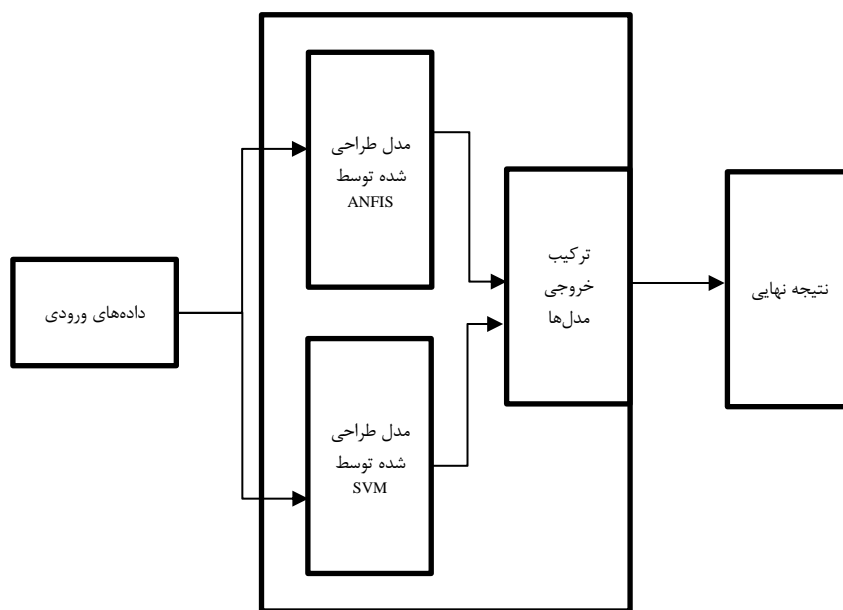 داده‌های ورودی
مدل طراحی
شده توسط
ANFIS
مدل طراحی
شده توسط
SVM
ترکیب
خروجی
مدل‌ها
نتیجه نهایی